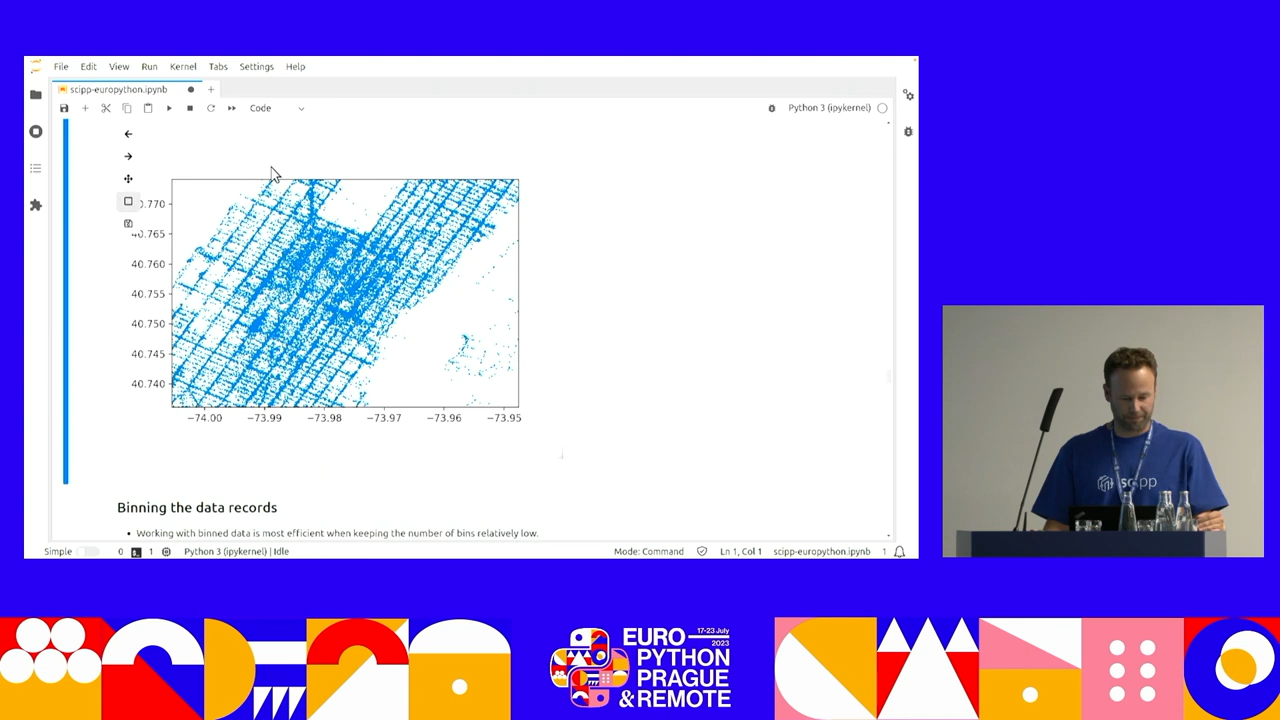 File Edit View Run Kernel Tabs Settings Help
scipp-europython.ipynb
Code
Python 3 (ipykernel)
40.770
40.765
40.760
40.755
40.750
40.745
40.740
−74.00 −73.99 −73.98 −73.97 −73.96 −73.95
Binning the data records
• Working with binned data is most efficient when keeping the number of bins relatively low.
Simple 0 1 Python 3 (ipykernel) | Idle Mode: Command Ln 1, Col 1 scipp-europython.ipynb 1
scipp
EURO 17-23 July
2023
PYTHON
PRAGUE
& REMOTE